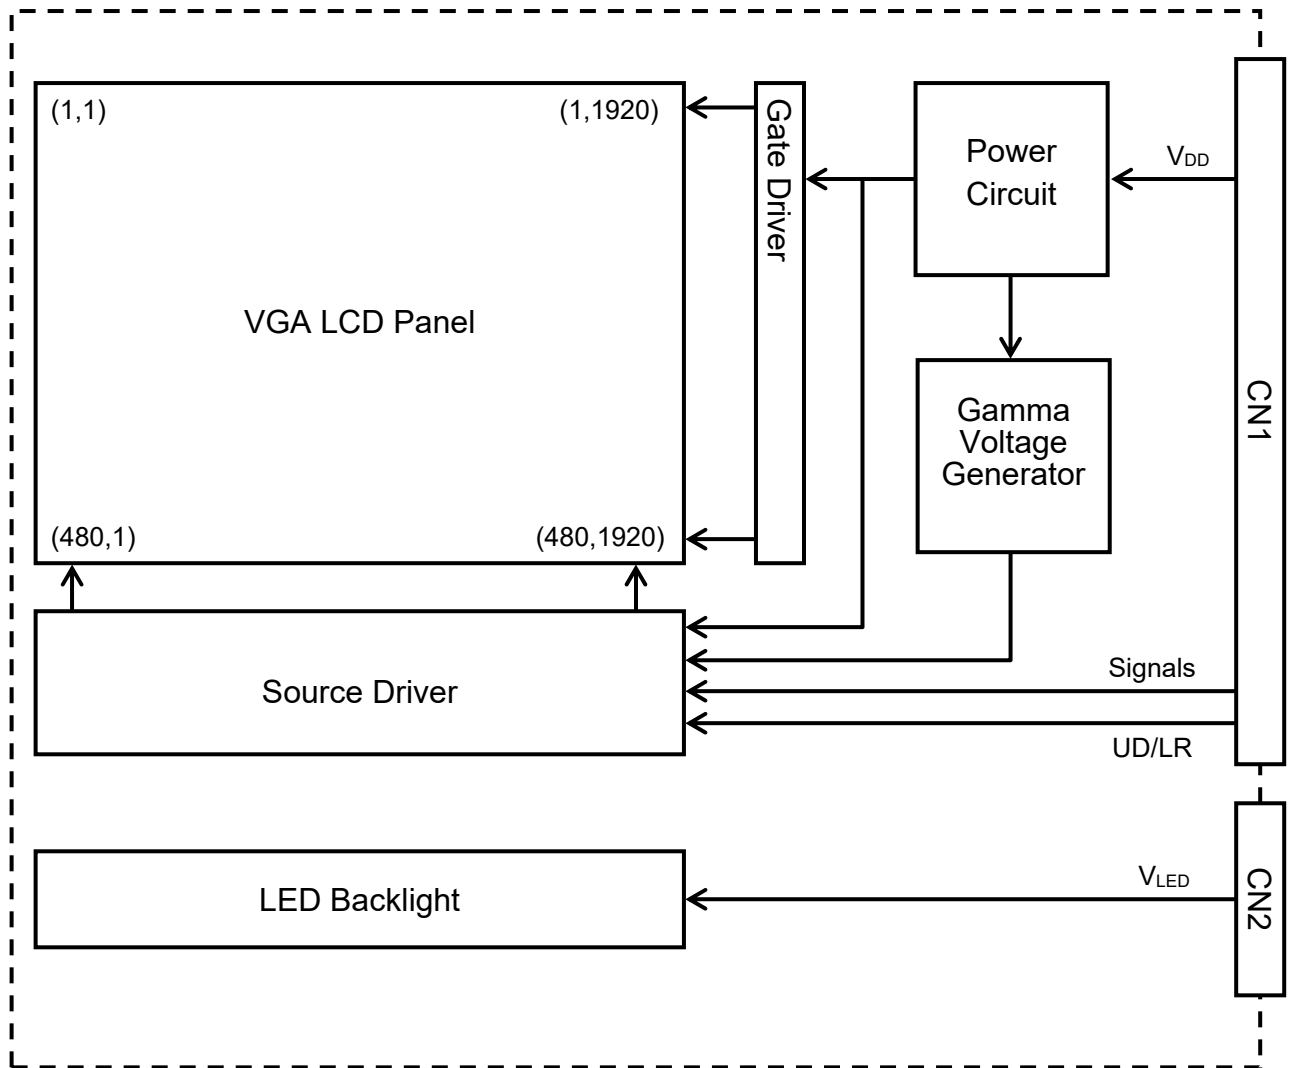 (1,1)
(1,1920)
VGA LCD Panel
(480,1)
(480,1920)
Gate Driver
Power
Circuit
VDD
Gamma
Voltage
Generator
CN1
Source Driver
Signals
UD/LR
LED Backlight
VLED
CN2